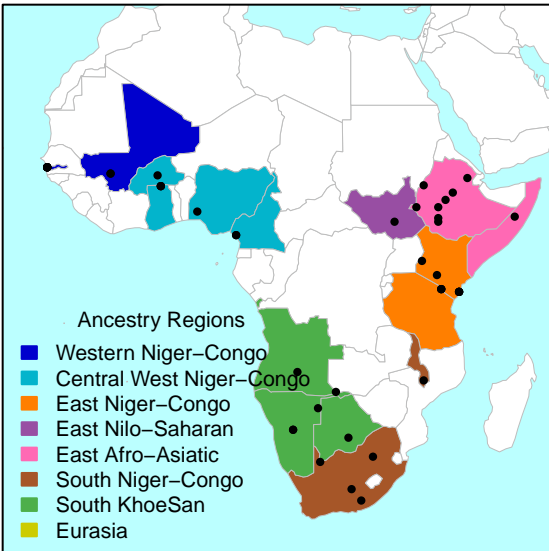 Ancestry Regions
Western Niger−Congo
Central West Niger−Congo
East Niger−Congo
East Nilo−Saharan
East Afro−Asiatic
South Niger−Congo
South KhoeSan
Eurasia